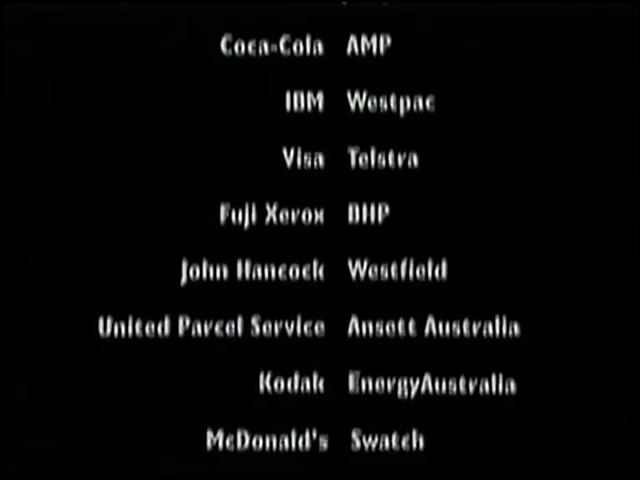 Coca-Cola AMP
IBM Westpac
Visa Telstra
Fuji Xerox BHP
John Hancock Westfield
United Parcel Service Ansett Australia
Kodak EnergyAustralia
McDonald's Swatch